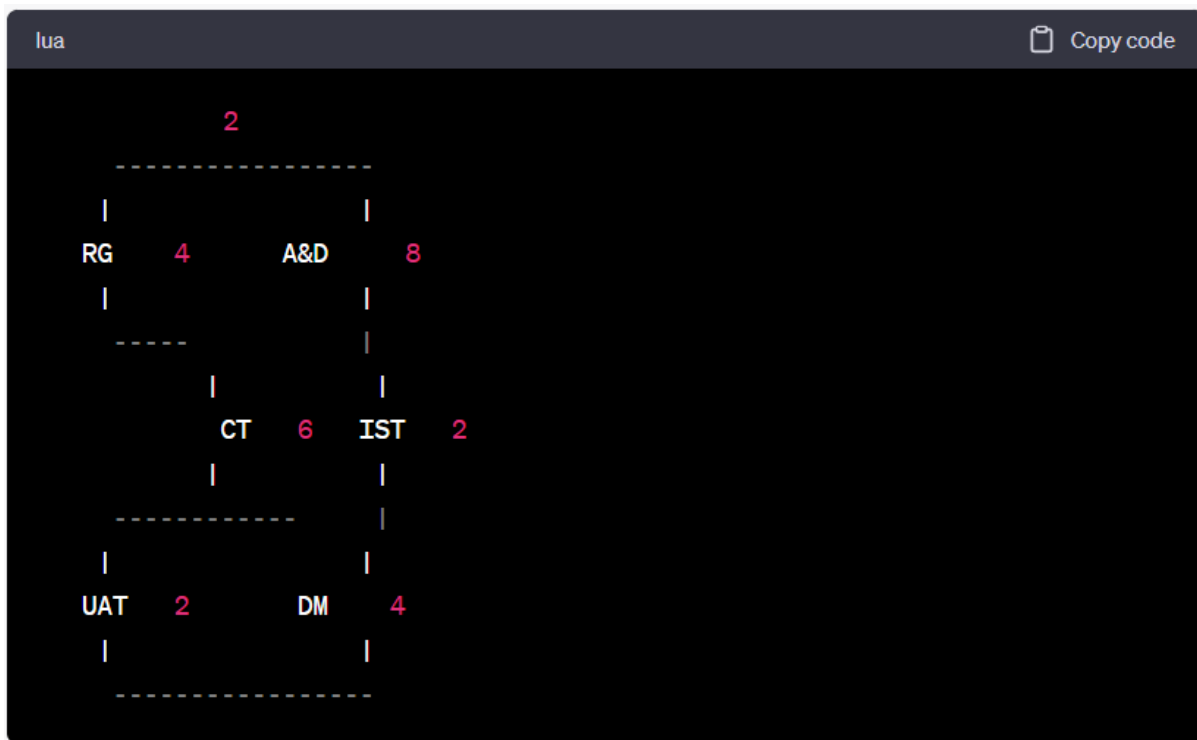 lua Copy code
2
-----------------
| |
RG 4 A&D 8
| |
----- |
| |
CT 6 IST 2
| |
------------ |
| |
UAT 2 DM 4
| |
-----------------